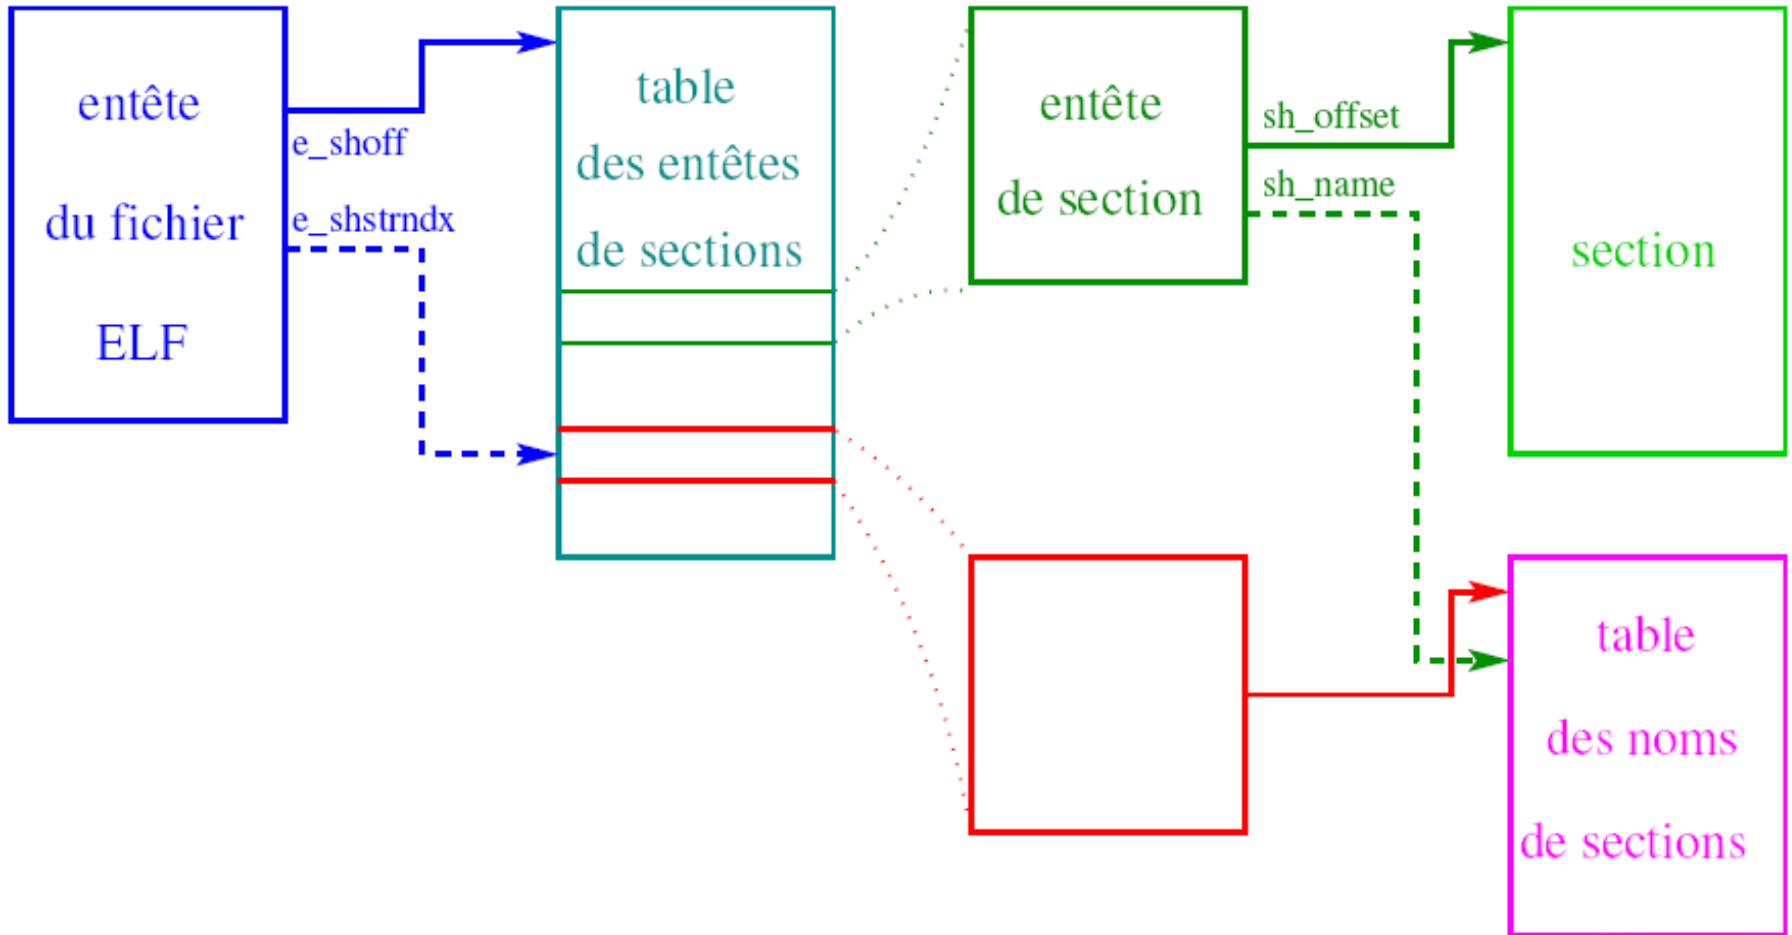 entête
du fichier
ELF
e_shoff
e_shstrndx
table
des entêtes
de sections
entête
de section
sh_offset
sh_name
section
table
des noms
de sections